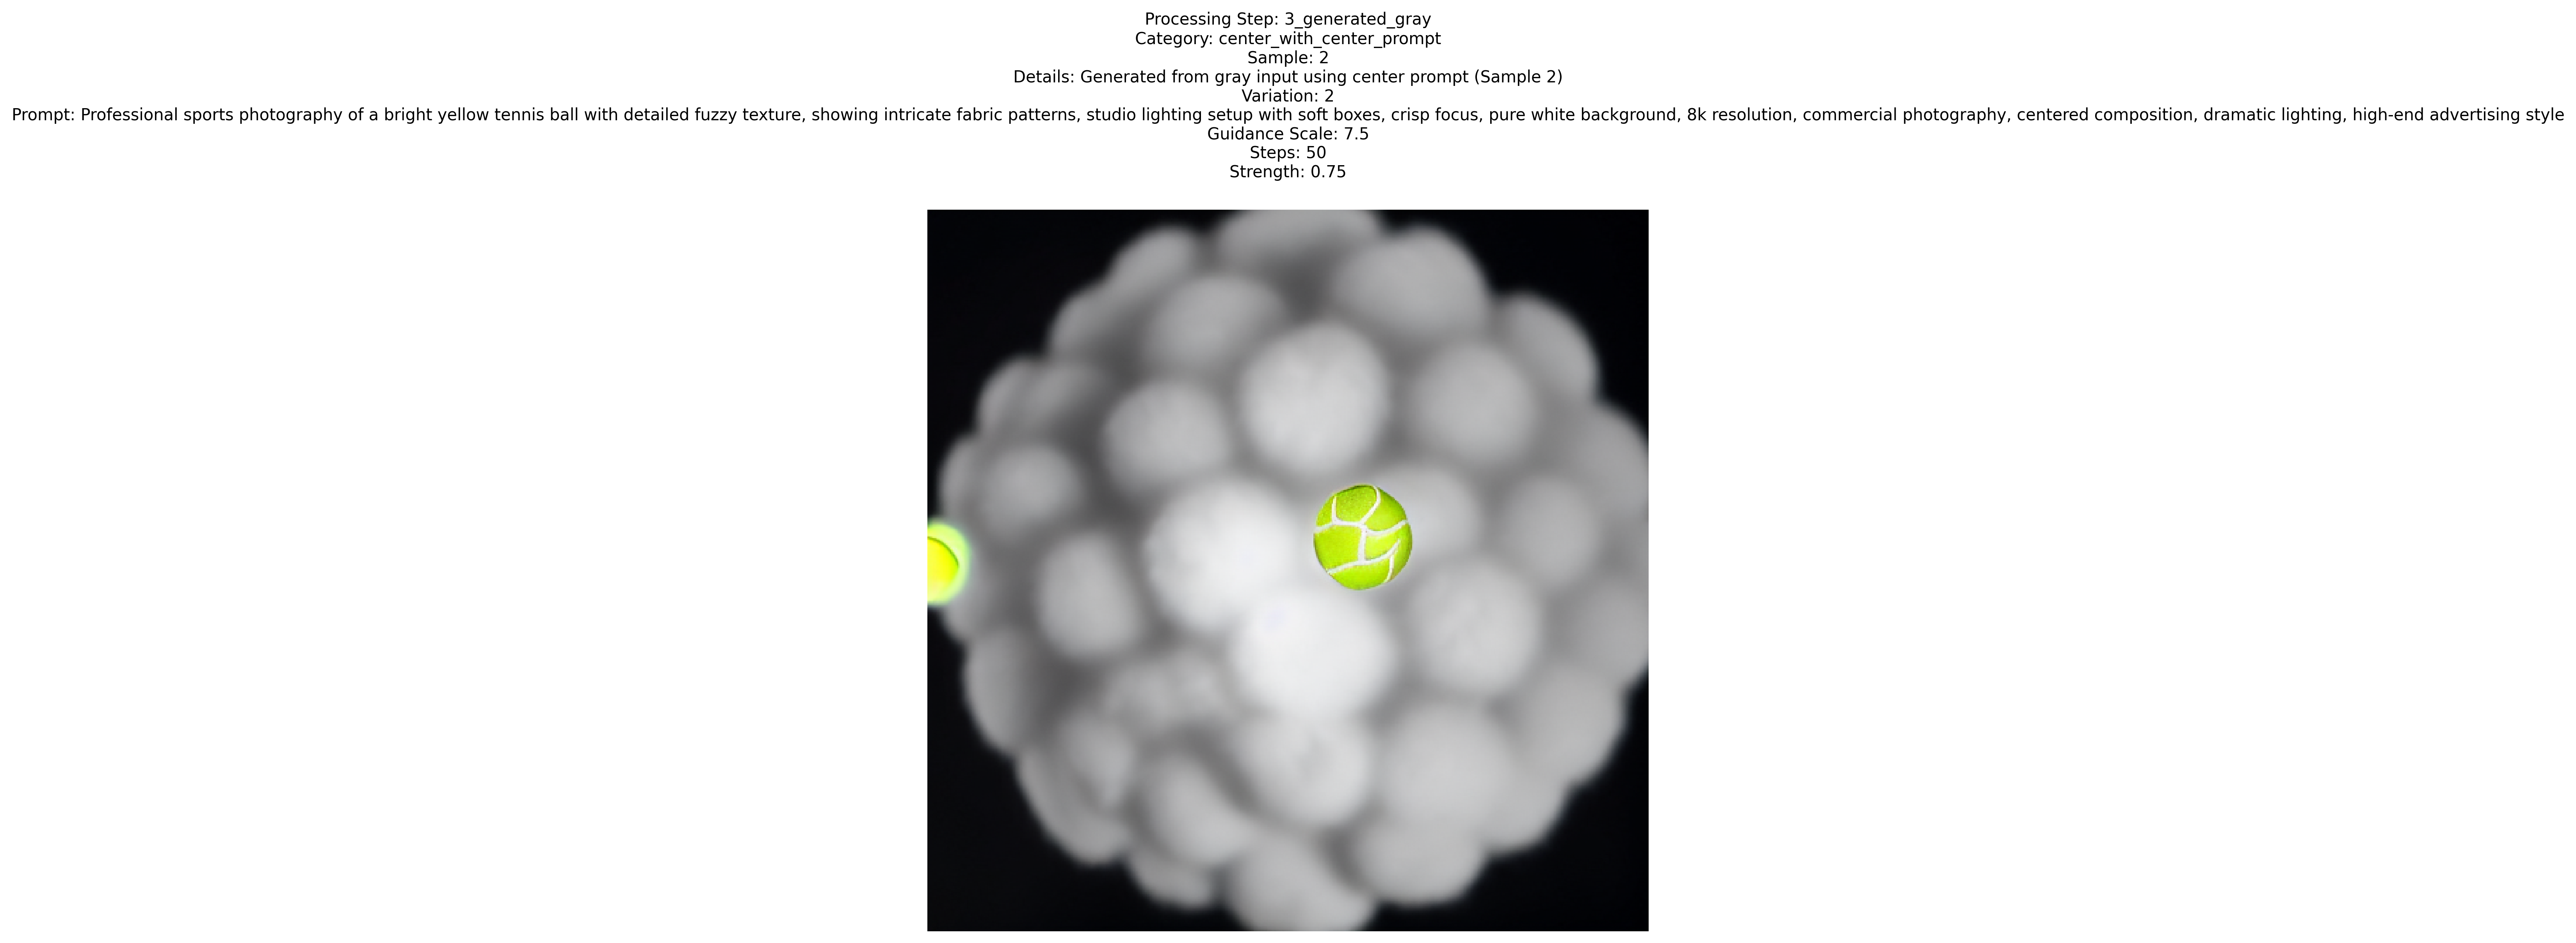 Processing Step: 3_generated_gray
Category: center_with_center_prompt
Sample: 2
Details: Generated from gray input using center prompt (Sample 2)
Variation: 2
Prompt: Professional sports photography of a bright yellow tennis ball with detailed fuzzy texture, showing intricate fabric patterns, studio lighting setup with soft boxes, crisp focus, pure white background, 8k resolution, commercial photography, centered composition, dramatic lighting, high-end advertising style
Guidance Scale: 7.5
Steps: 50
Strength: 0.75